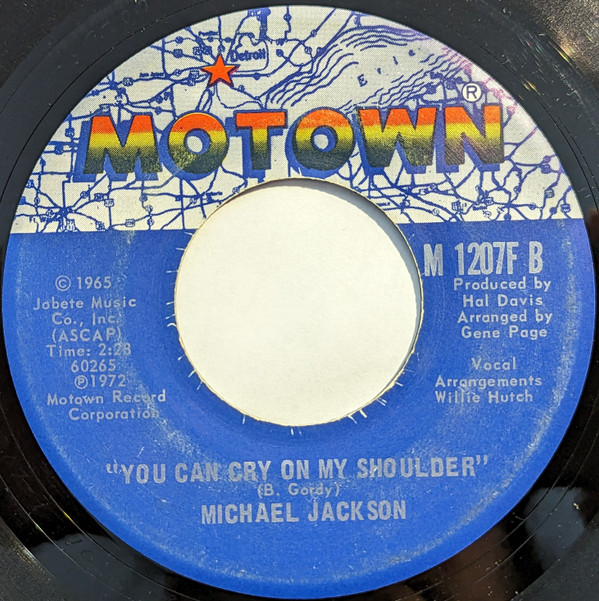 Detroit
Erie
MOTOWN®
M 1207F B
Produced by
Hal Davis
Arranged by
Gene Page
Vocal
Arrangements
Willie Hutch
© 1965
Jobete Music
Co., Inc.
(ASCAP)
Time: 2:28
60265
℗ 1972
Motown Record
Corporation
"YOU CAN CRY ON MY SHOULDER"
(B. Gordy)
MICHAEL JACKSON